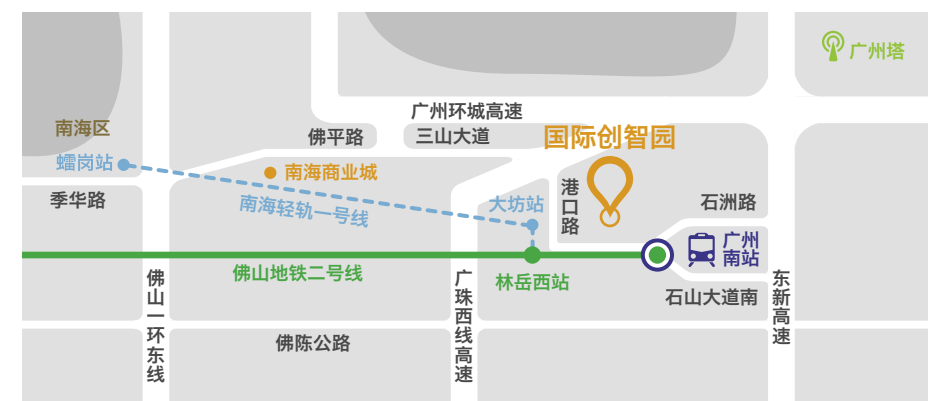 广州塔
广州环城高速
南海区
佛平路
三山大道
国际创智园
蠕岗站
南海商业城
季华路
南海轻轨一号线
大坊站
港口路
石洲路
广州
南站
佛山地铁二号线
林岳西站
石山大道南
佛山一环东线
广珠西线高速
东新高速
佛陈公路